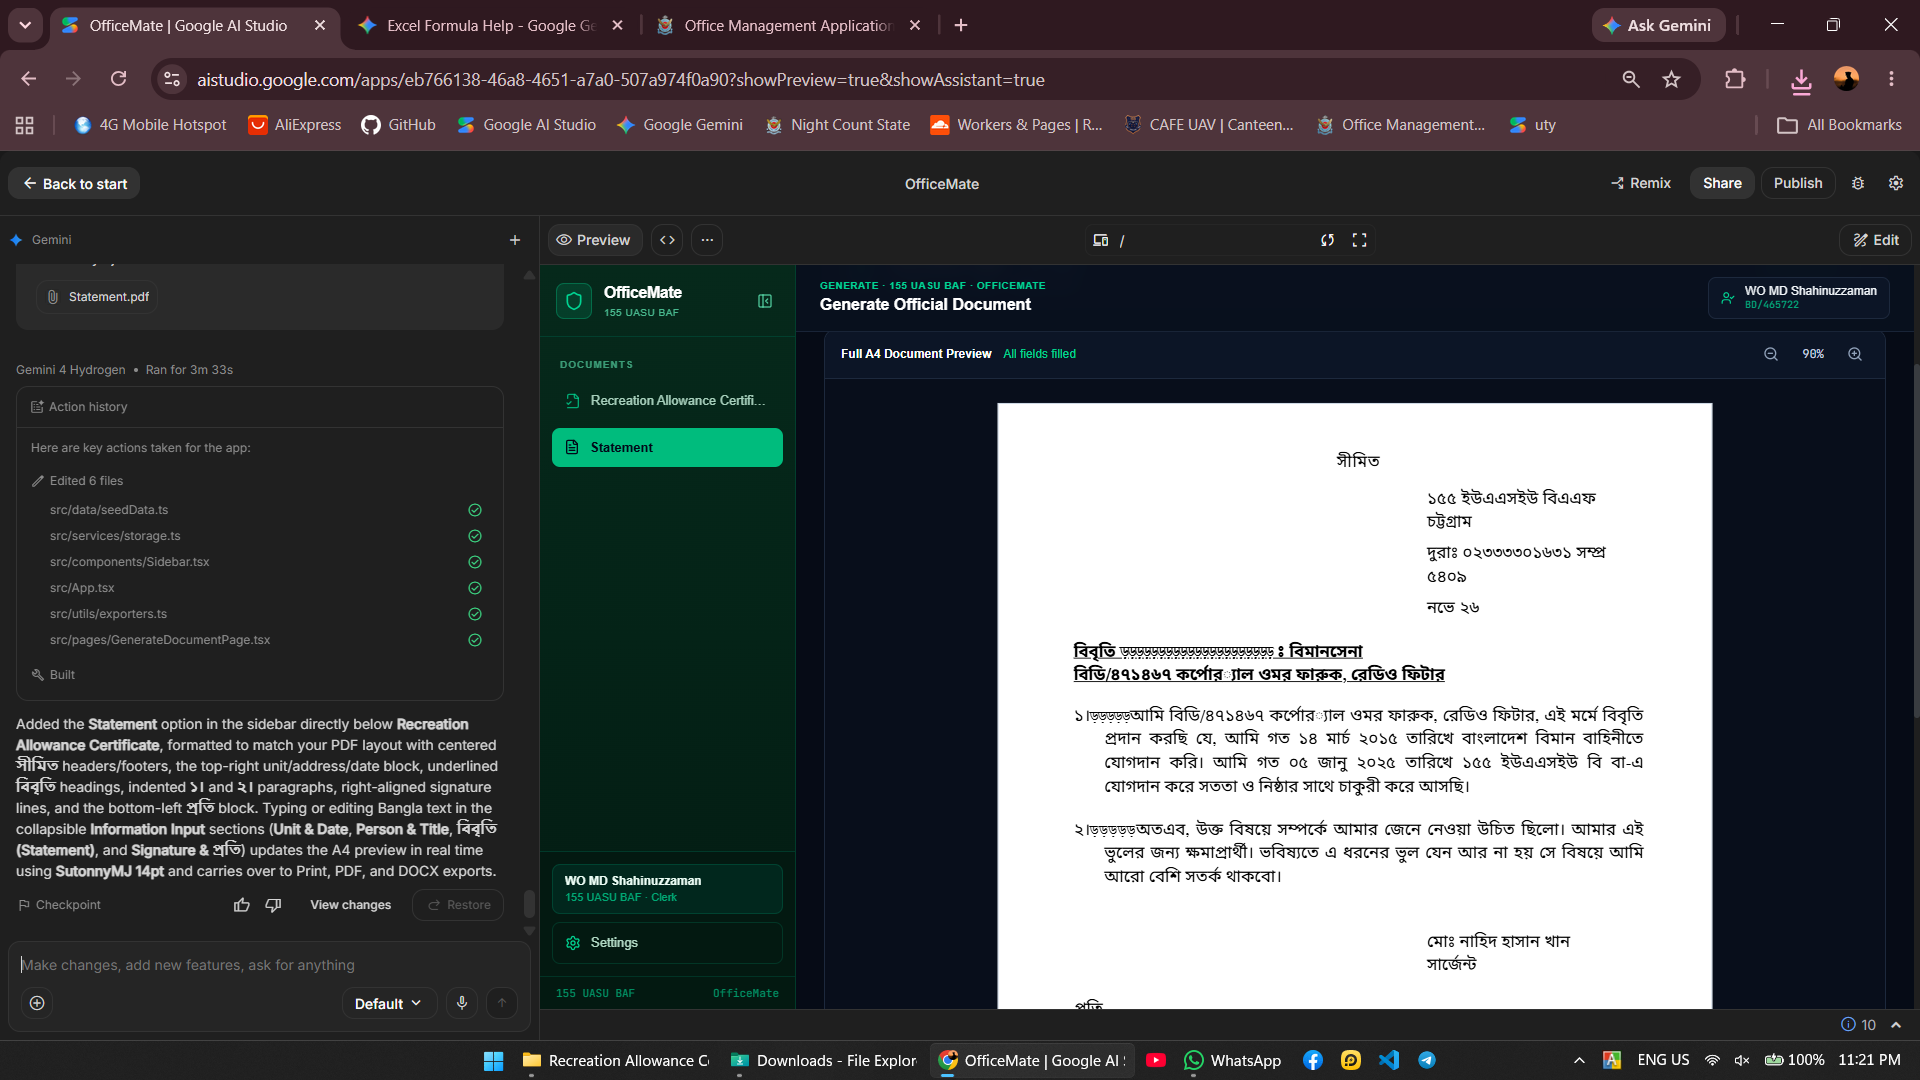 OfficeMate | Google AI Studio
Excel Formula Help - Google Ge
Office Management Application
Ask Gemini
aistudio.google.com/apps/eb766138-46a8-4651-a7a0-507a974f0a90?showPreview=true&showAssistant=true
4G Mobile Hotspot
AliExpress
GitHub
Google AI Studio
Google Gemini
Night Count State
Workers & Pages | R...
CAFE UAV | Canteen...
Office Management...
uty
All Bookmarks
Back to start
OfficeMate
Remix
Share
Publish
Gemini
Statement.pdf
Gemini 4 Hydrogen • Ran for 3m 33s
Action history
Here are key actions taken for the app:
Edited 6 files
src/data/seedData.ts
src/services/storage.ts
src/components/Sidebar.tsx
src/App.tsx
src/utils/exporters.ts
src/pages/GenerateDocumentPage.tsx
Built
Added the Statement option in the sidebar directly below Recreation
Allowance Certificate, formatted to match your PDF layout with centered
সীমিত headers/footers, the top-right unit/address/date block, underlined
বিবৃতি headings, indented ১। and ২। paragraphs, right-aligned signature
lines, and the bottom-left প্রতি block. Typing or editing Bangla text in the
collapsible Information Input sections (Unit & Date, Person & Title, বিবৃতি
(Statement), and Signature & প্রতি) updates the A4 preview in real time
using SutonnyMJ 14pt and carries over to Print, PDF, and DOCX exports.
Checkpoint
View changes
Restore
Make changes, add new features, ask for anything
Default
Preview
/
Edit
OfficeMate
155 UASU BAF
DOCUMENTS
Recreation Allowance Certifi...
Statement
WO MD Shahinuzzaman
155 UASU BAF · Clerk
Settings
155 UASU BAF
OfficeMate
GENERATE · 155 UASU BAF · OFFICEMATE
Generate Official Document
WO MD Shahinuzzaman
BD/465722
Full A4 Document Preview
All fields filled
90%
সীমিত
১৫৫ ইউএএসইউ বিএএফ
চট্টগ্রাম
দুরাঃ ০২৩৩৩৩০১৬৩১ সম্প্র
৫৪০৯
নভে ২৬
বিবৃতি ঃ বিমানসেনা
বিডি/৪৭১৪৬৭ কর্পোর‍্যাল ওমর ফারুক, রেডিও ফিটার
১।ড়ড়ড়ড়ড়আমি বিডি/৪৭১৪৬৭ কর্পোর‍্যাল ওমর ফারুক, রেডিও ফিটার, এই মর্মে বিবৃতি
প্রদান করছি যে, আমি গত ১৪ মার্চ ২০১৫ তারিখে বাংলাদেশ বিমান বাহিনীতে
যোগদান করি। আমি গত ০৫ জানু ২০২৫ তারিখে ১৫৫ ইউএএসইউ বি বা-এ
যোগদান করে সততা ও নিষ্ঠার সাথে চাকুরী করে আসছি।
২।ড়ড়ড়ড়ড়অতএব, উক্ত বিষয়ে সম্পর্কে আমার জেনে নেওয়া উচিত ছিলো। আমার এই
ভুলের জন্য ক্ষমাপ্রার্থী। ভবিষ্যতে এ ধরনের ভুল যেন আর না হয় সে বিষয়ে আমি
আরো বেশি সতর্ক থাকবো।
মোঃ নাহিদ হাসান খান
সার্জেন্ট
প্রতি
10
Recreation Allowance Ce
Downloads - File Explor
OfficeMate | Google AI S
WhatsApp
ENG US
100%
11:21 PM